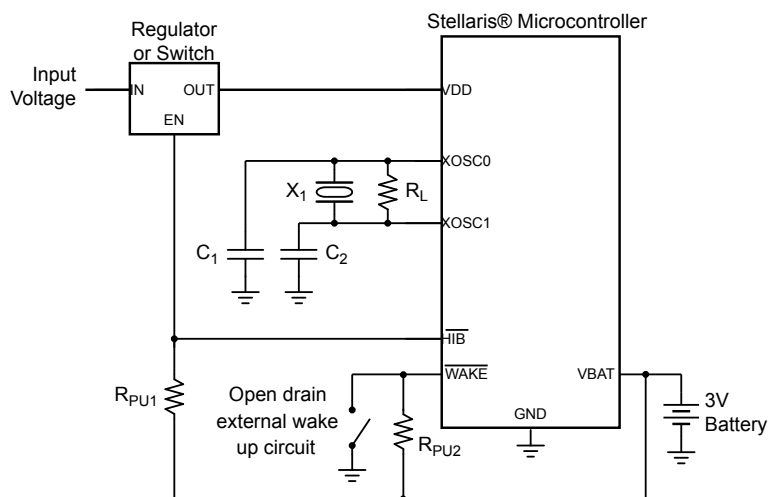 Stellaris® Microcontroller
Regulator
or Switch
Input
Voltage
IN
OUT
EN
VDD
XOSC0
X1
RL
XOSC1
C1
C2
HIB
WAKE
VBAT
RPU1
Open drain
external wake
up circuit
RPU2
GND
3V
Battery